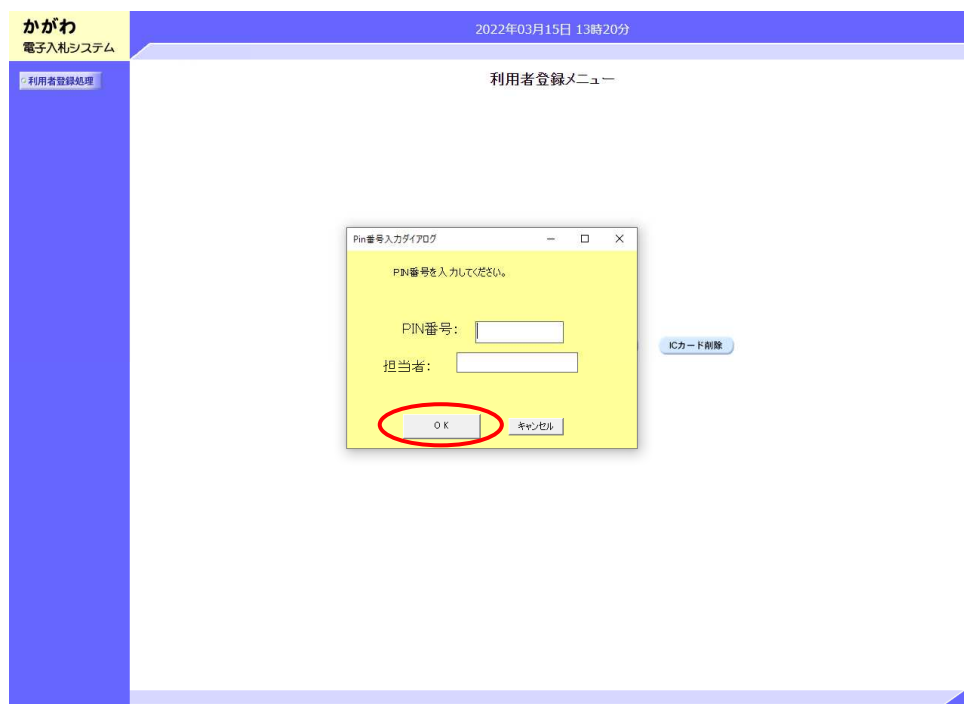 かがわ
電子入札システム
2022年03月15日 13時20分
利用者登録処理
利用者登録メニュー
Pin番号入力ダイアログ
PIN番号を入力してください。
PIN番号:
担当者:
OK
キャンセル
ICカード削除